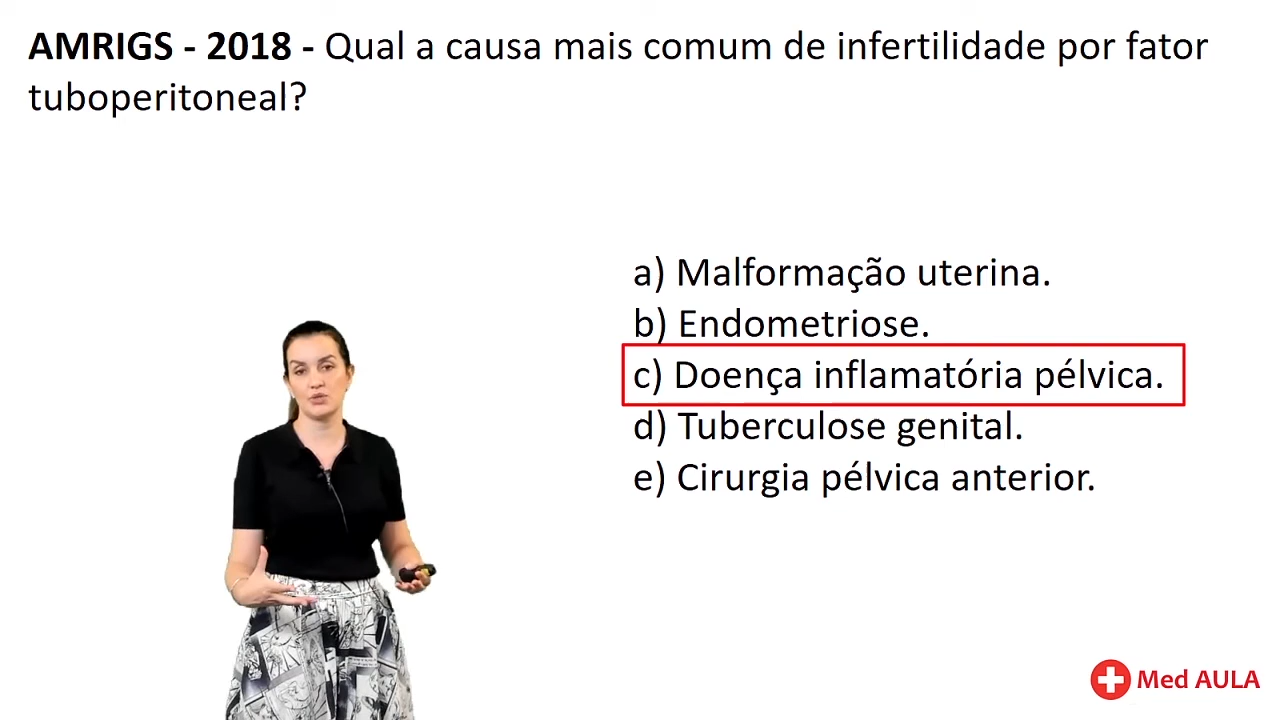 AMRIGS - 2018 - Qual a causa mais comum de infertilidade por fator
tuboperitoneal?
a) Malformação uterina.
b) Endometriose.
c) Doença inflamatória pélvica.
d) Tuberculose genital.
e) Cirurgia pélvica anterior.
Med AULA